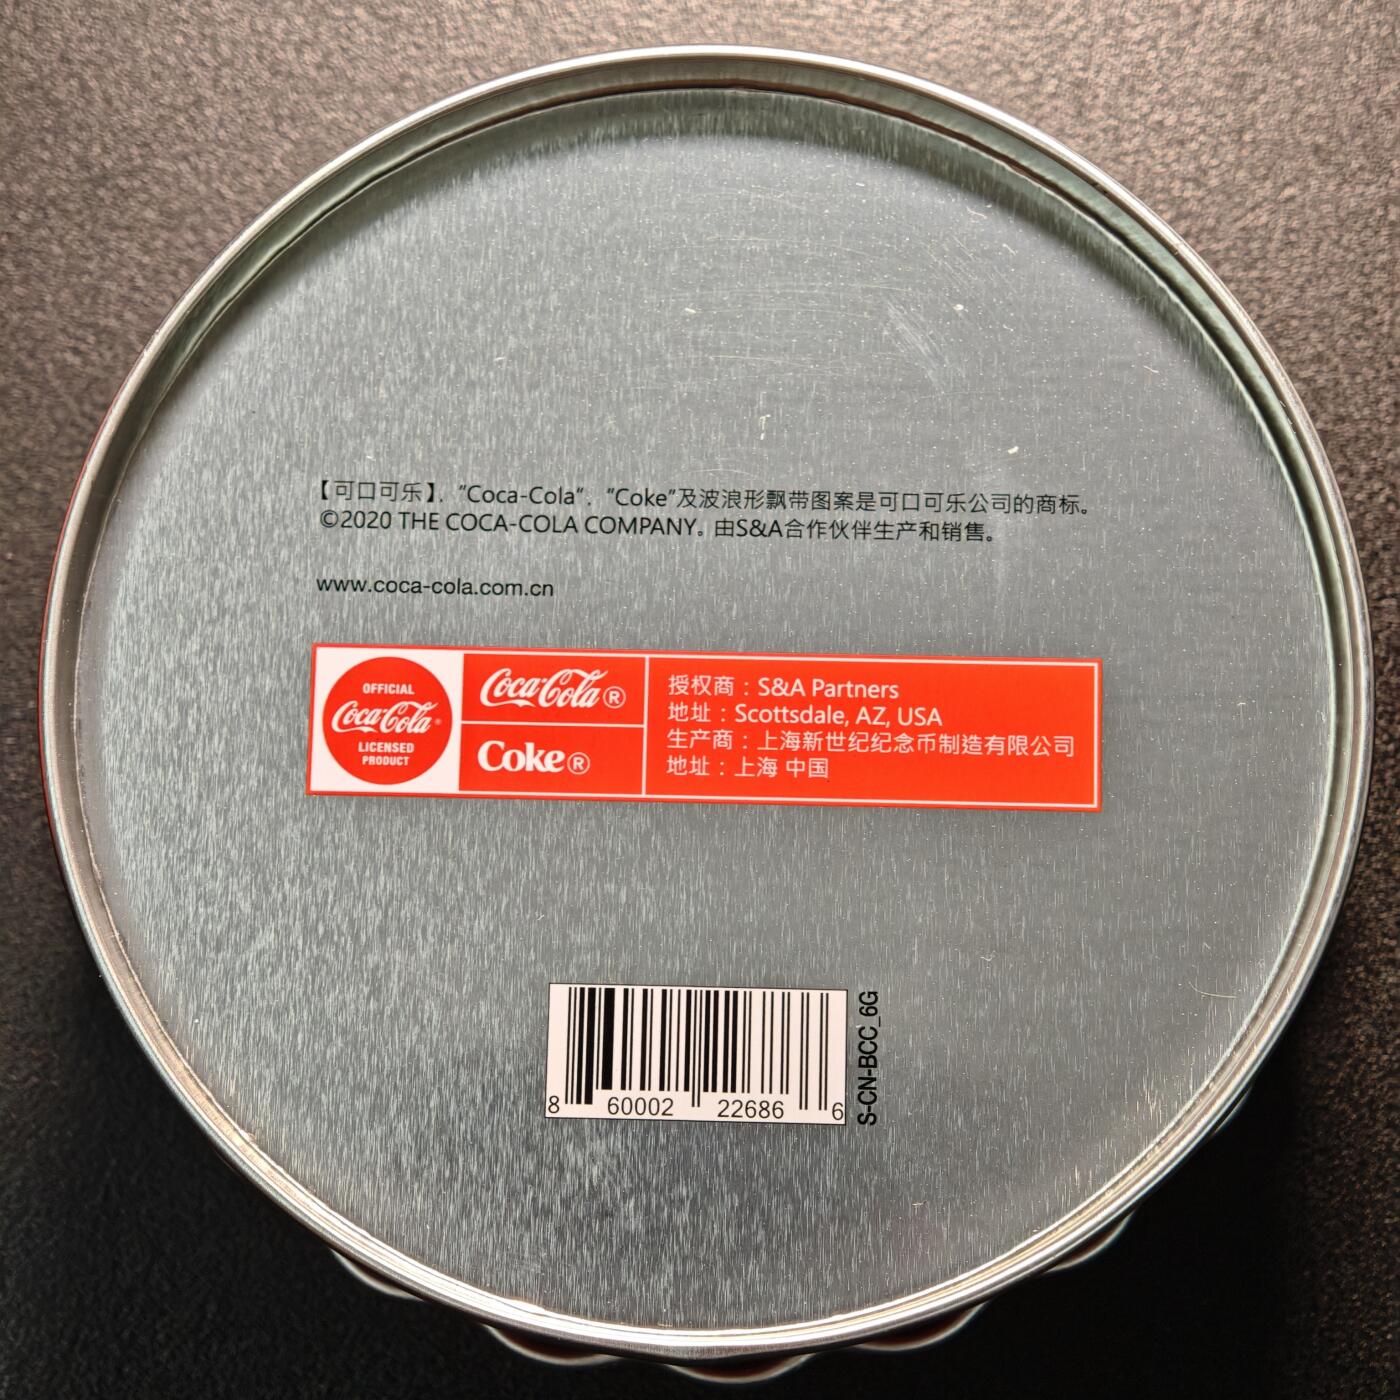 【可口可乐】、"Coca-Cola"、"Coke"及波浪形飘带图案是可口可乐公司的商标。
©2020 THE COCA-COLA COMPANY。由S&A合作伙伴生产和销售。
www.coca-cola.com.cn
OFFICIAL
Coca-Cola®
LICENSED
PRODUCT
Coca-Cola®
Coke®
授权商：S&A Partners
地址：Scottsdale, AZ, USA
生产商：上海新世纪纪念币制造有限公司
地址：上海 中国
8 60002 22686 6
S-CN-BCC_6G